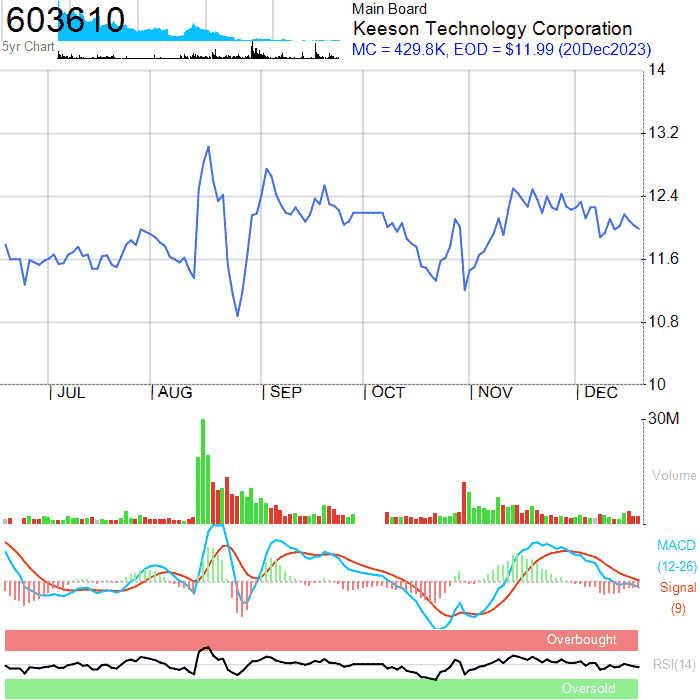 603610
5yr Chart
Main Board
Keeson Technology Corporation
MC = 429.8K, EOD = $11.99 (20Dec2023)
14
13.2
12.4
11.6
10.8
10
| JUL | AUG | SEP | OCT | NOV | DEC
30M
Volume
MACD
(12-26)
Signal
(9)
Overbought
RSI(14)
Oversold